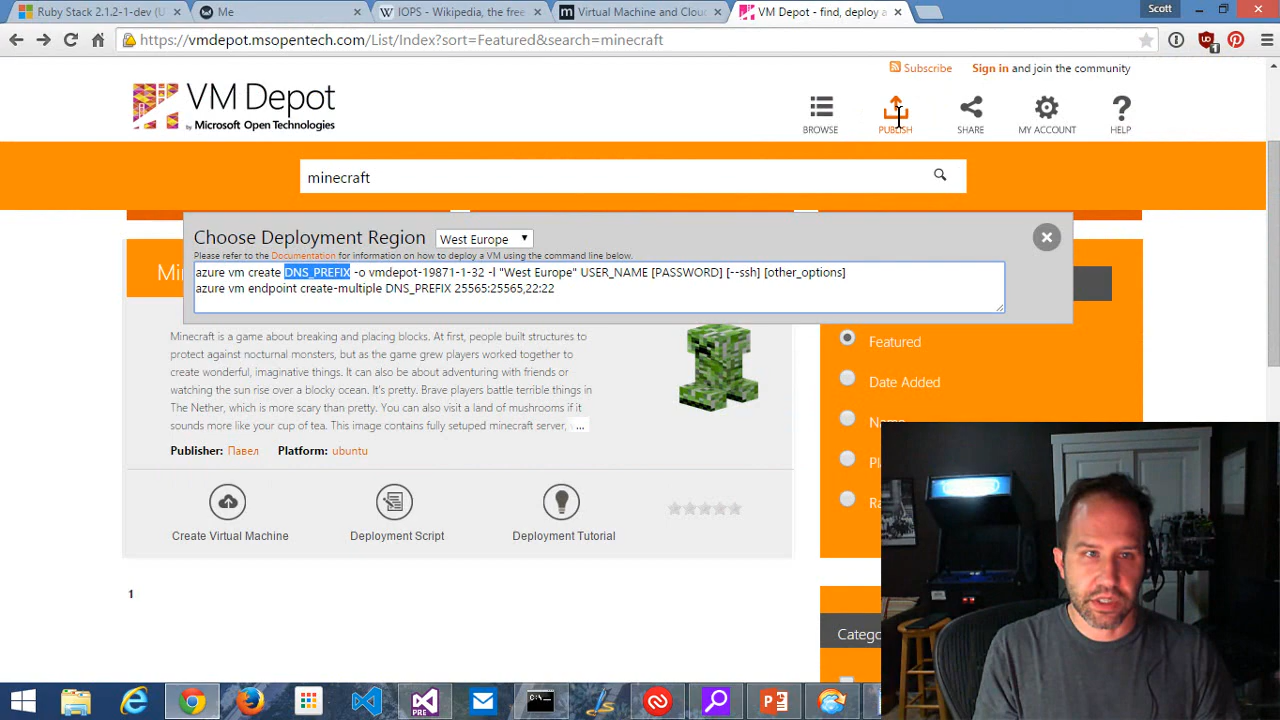 Ruby Stack 2.1.2-1-dev (U
Me
IOPS - Wikipedia, the free
Virtual Machine and Clou
VM Depot - find, deploy a
Scott
https://vmdepot.msopentech.com/List/Index?sort=Featured&search=minecraft
1
Subscribe
Sign in and join the community
VM Depot
by Microsoft Open Technologies
BROWSE
PUBLISH
SHARE
MY ACCOUNT
HELP
minecraft
Choose Deployment Region
West Europe
Please refer to the Documentation for information on how to deploy a VM using the command line below.
azure vm create DNS_PREFIX -o vmdepot-19871-1-32 -l "West Europe" USER_NAME [PASSWORD] [--ssh] [other_options]
azure vm endpoint create-multiple DNS_PREFIX 25565:25565,22:22
Minecraft is a game about breaking and placing blocks. At first, people built structures to
protect against nocturnal monsters, but as the game grew players worked together to
create wonderful, imaginative things. It can also be about adventuring with friends or
watching the sun rise over a blocky ocean. It's pretty. Brave players battle terrible things in
The Nether, which is more scary than pretty. You can also visit a land of mushrooms if it
sounds more like your cup of tea. This image contains fully setuped minecraft server, ...
Publisher: Павел Platform: ubuntu
Create Virtual Machine
Deployment Script
Deployment Tutorial
Featured
Date Added
Name
Pl
Ra
1
Catego
PRE
C:\